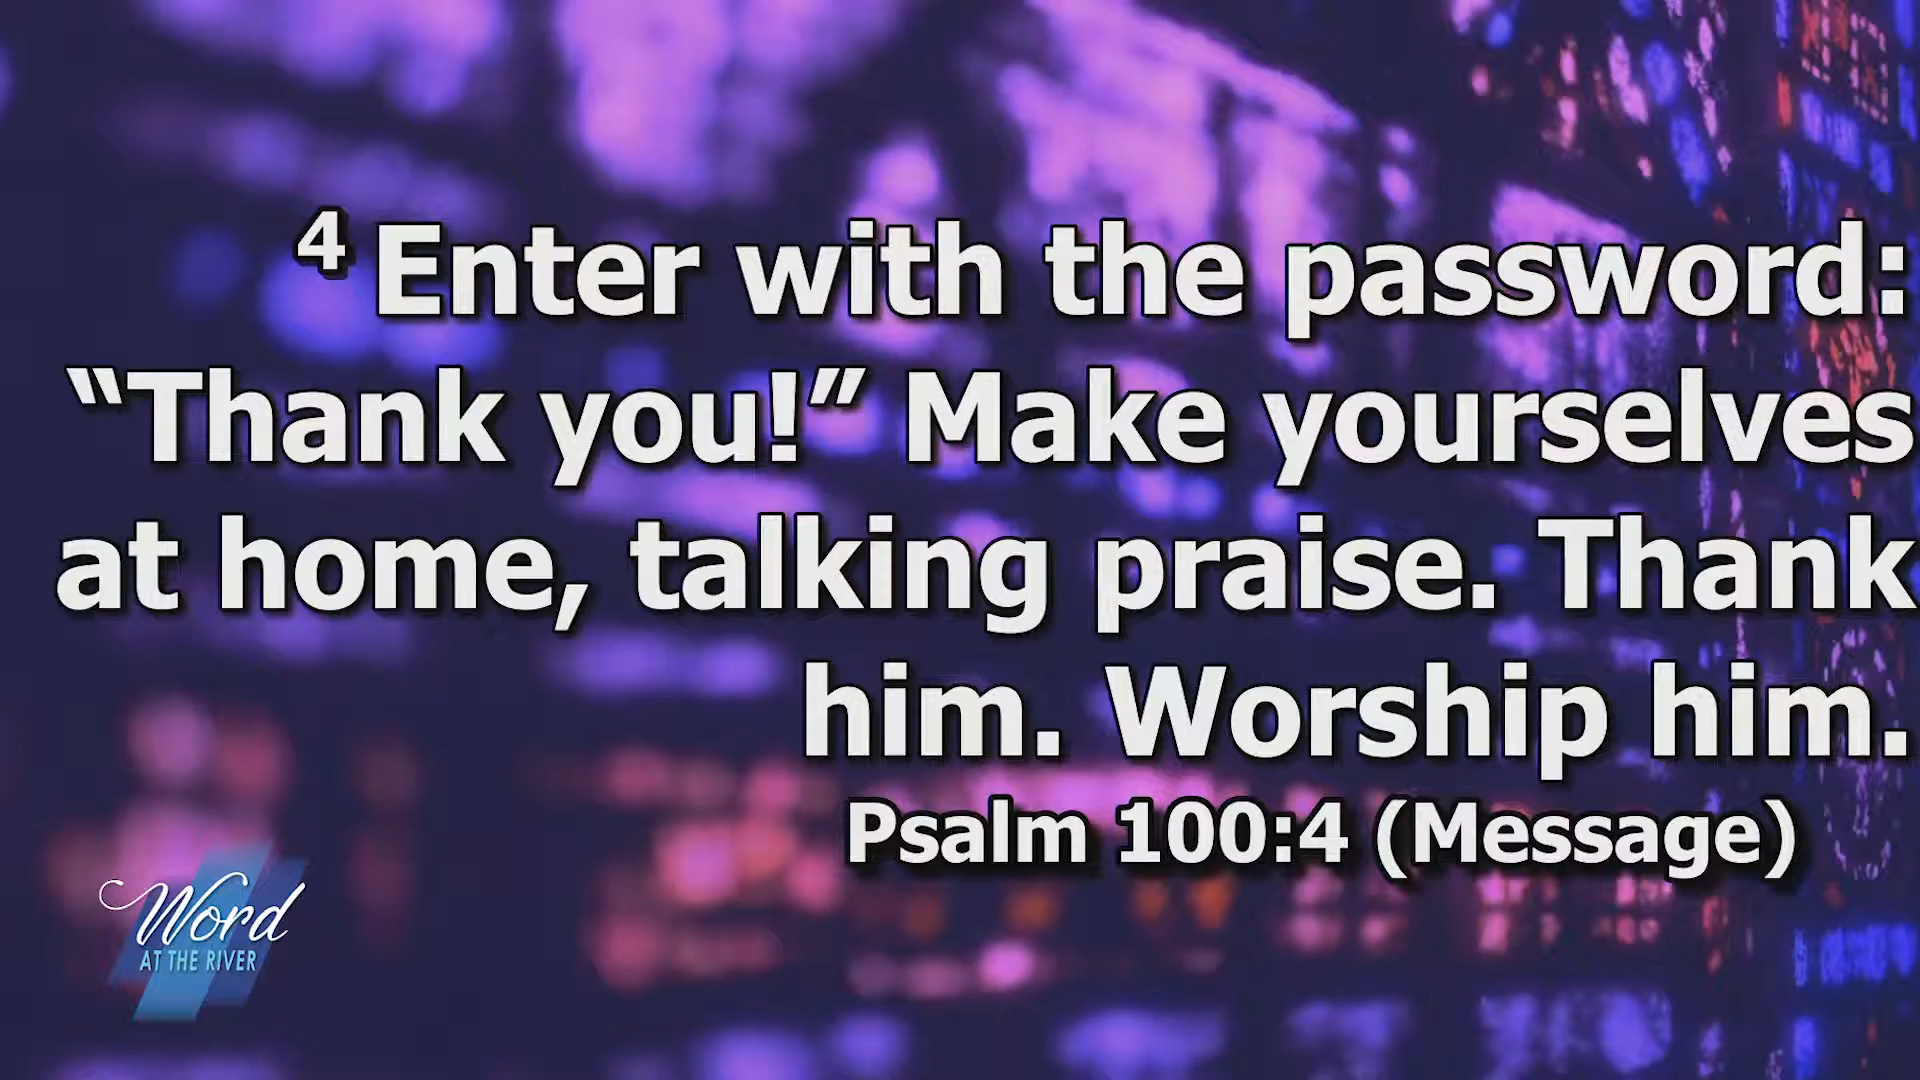 4 Enter with the password:
“Thank you!” Make yourselves
at home, talking praise. Thank
him. Worship him.
Psalm 100:4 (Message)
Word
AT THE RIVER